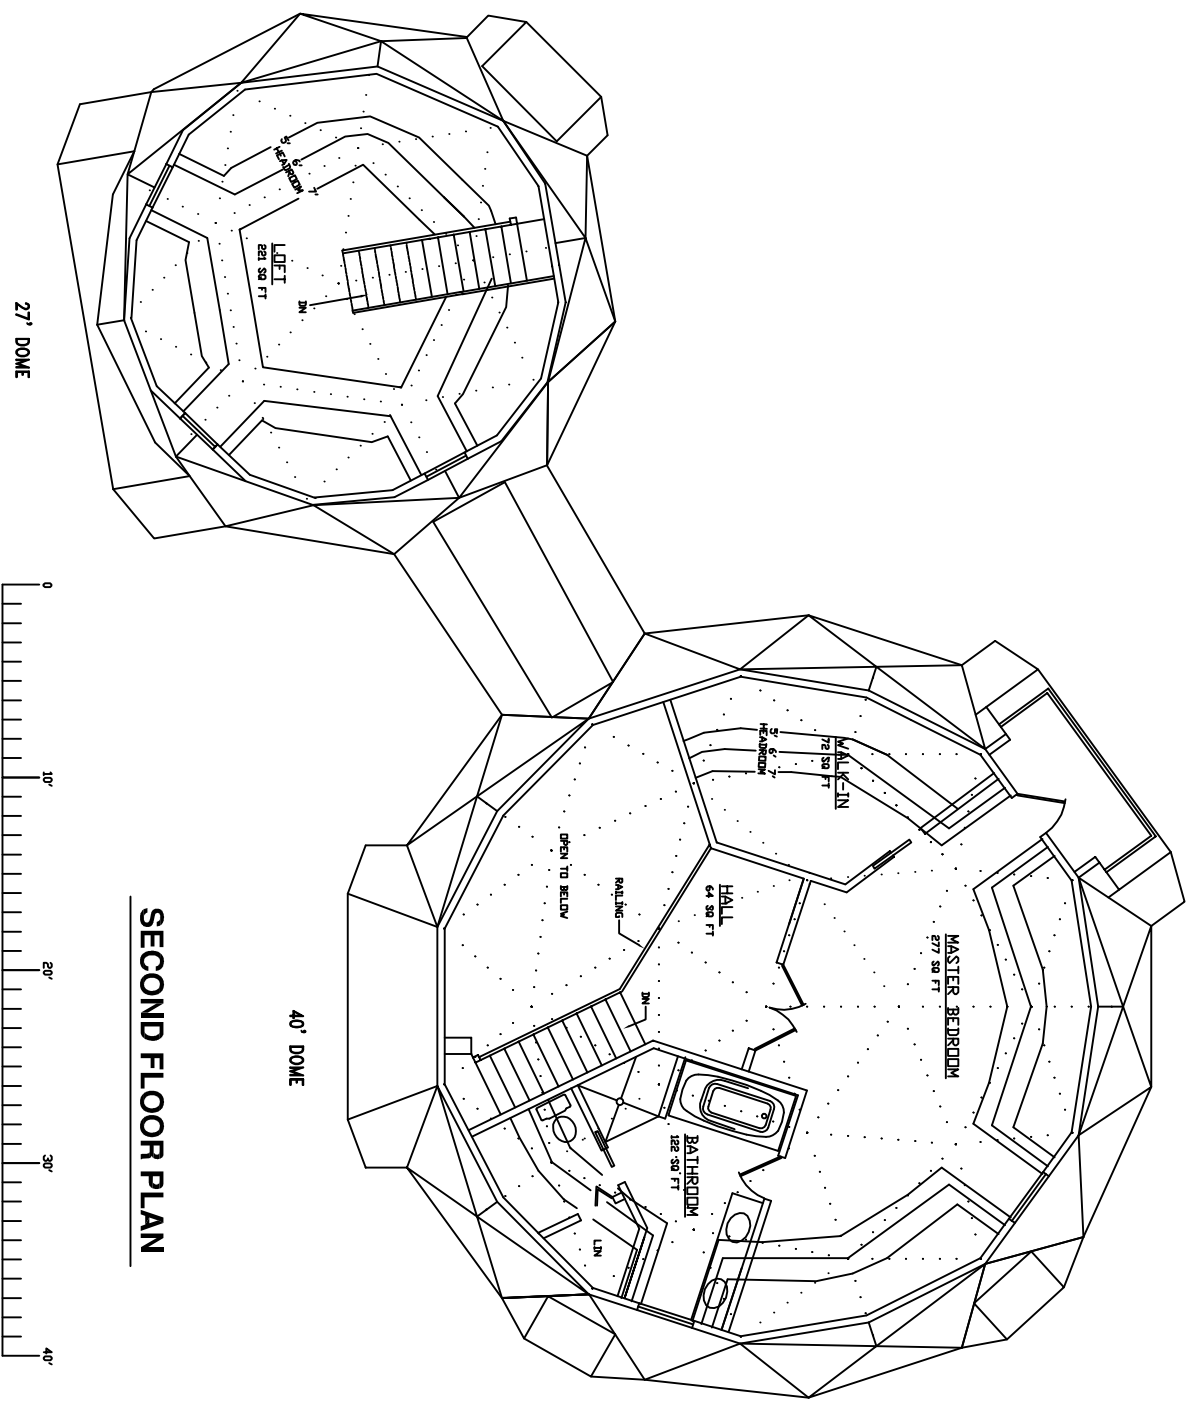 WALK-IN
72 SQ FT
5' 6' 7'
HEADROOM
MASTER BEDROOM
277 SQ FT
HALL
64 SQ FT
RAILING
OPEN TO BELOW
DN
BATHROOM
122 SQ FT
LIN
40' DOME
5' 6' 7'
HEADROOM
LOFT
221 SQ FT
DN
27' DOME
SECOND FLOOR PLAN
0 10' 20' 30' 40'